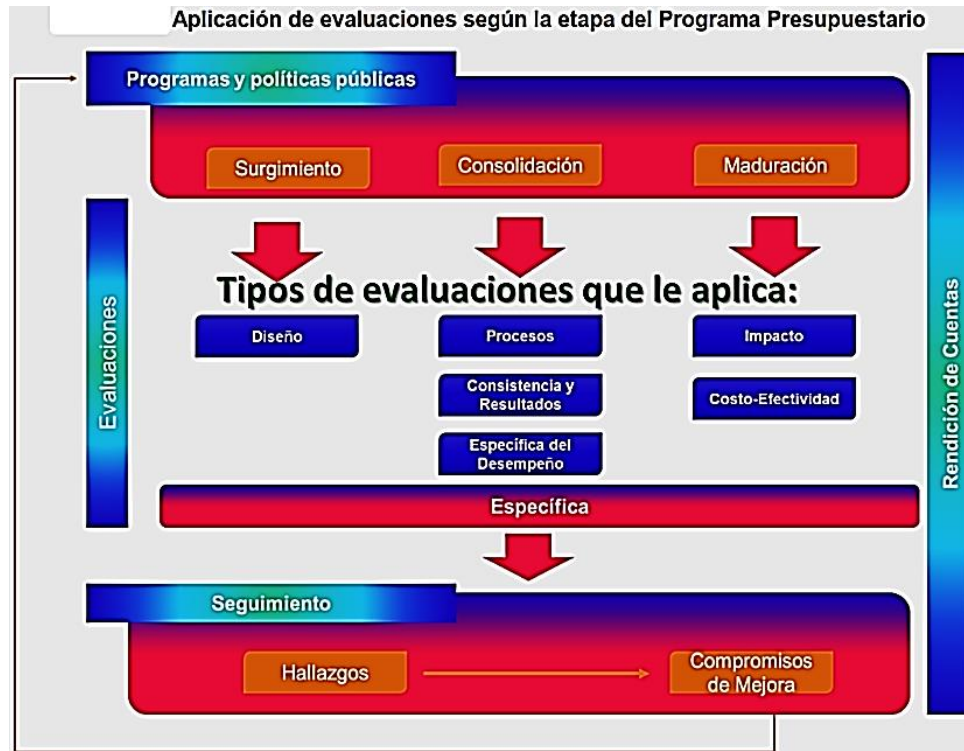 Aplicación de evaluaciones según la etapa del Programa Presupuestario
Programas y políticas públicas
Surgimiento
Consolidación
Maduración
Tipos de evaluaciones que le aplica:
Evaluaciones
Diseño
Procesos
Impacto
Consistencia y
Resultados
Costo-Efectividad
Específica del
Desempeño
Específica
Seguimiento
Hallazgos
Compromisos
de Mejora
Rendición de Cuentas